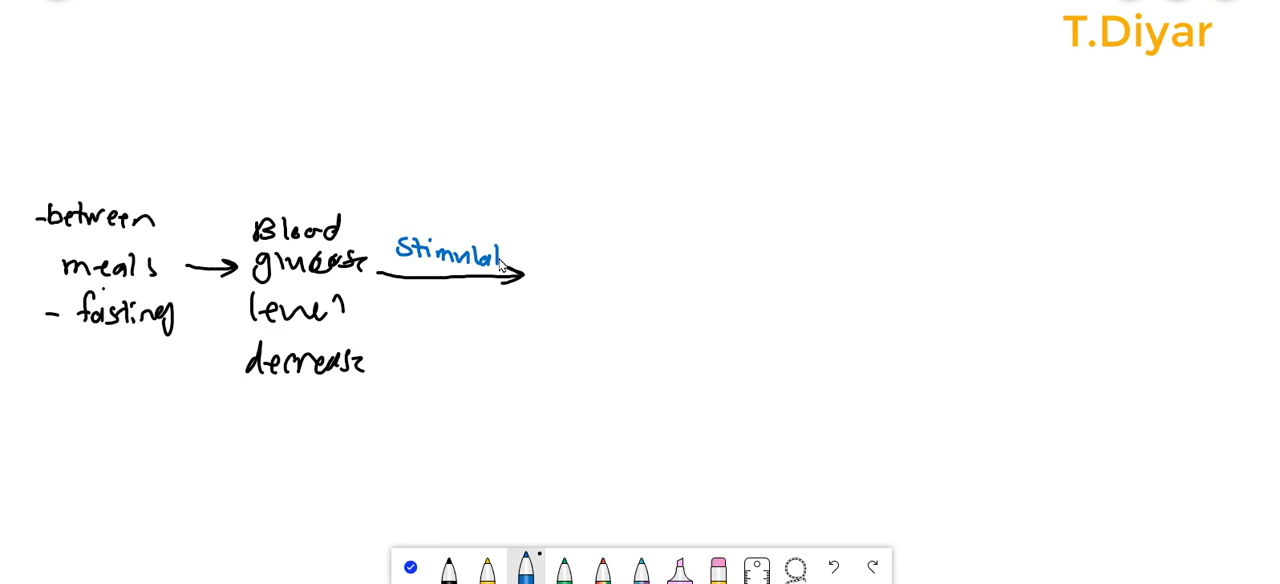 T.Diyar
-between
meals
- fasting
Blood
glucose
level
decrease
Stimulat